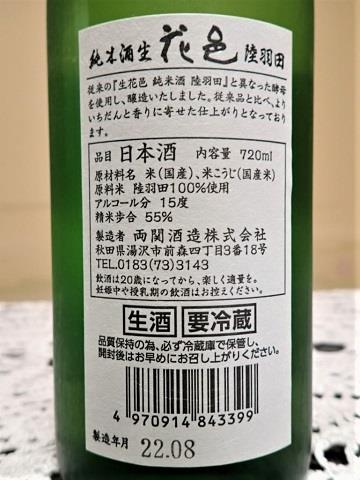 純米酒生 花邑 陸羽田
従来の『生花邑 純米酒 陸羽田』と異なった酵母
を使用し、醸造いたしました。従来品と比べ、より
いちだんと香りに寄せた仕上がりとなってお
ります。
品目 日本酒 内容量 720ml
原材料名 米(国産)、米こうじ(国産米)
原料米 陸羽田100%使用
アルコール分 15度
精米歩合 55%
製造者 両関酒造株式会社
秋田県湯沢市前森四丁目3番18号
TEL.0183(73)3143
飲酒は20歳になってから、楽しく適量を。
妊娠中や授乳期の飲酒はお控えください。
生酒 要冷蔵
品質保持の為、必ず冷蔵庫で保管し、
開封後はお早めにお召し上がりください。
4 970914 843399
製造年月 22.08